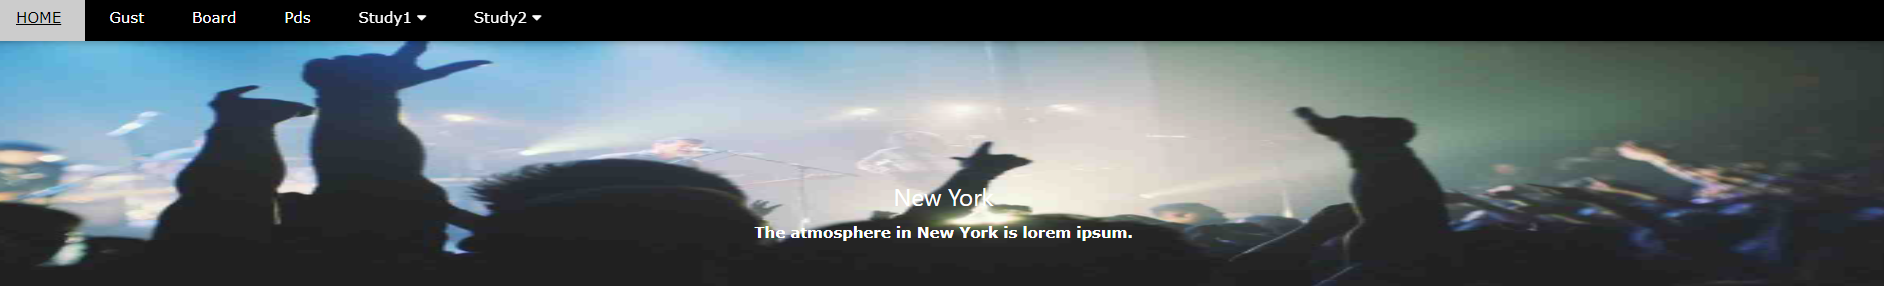 HOME Gust Board Pds Study1 Study2
New York
The atmosphere in New York is lorem ipsum.